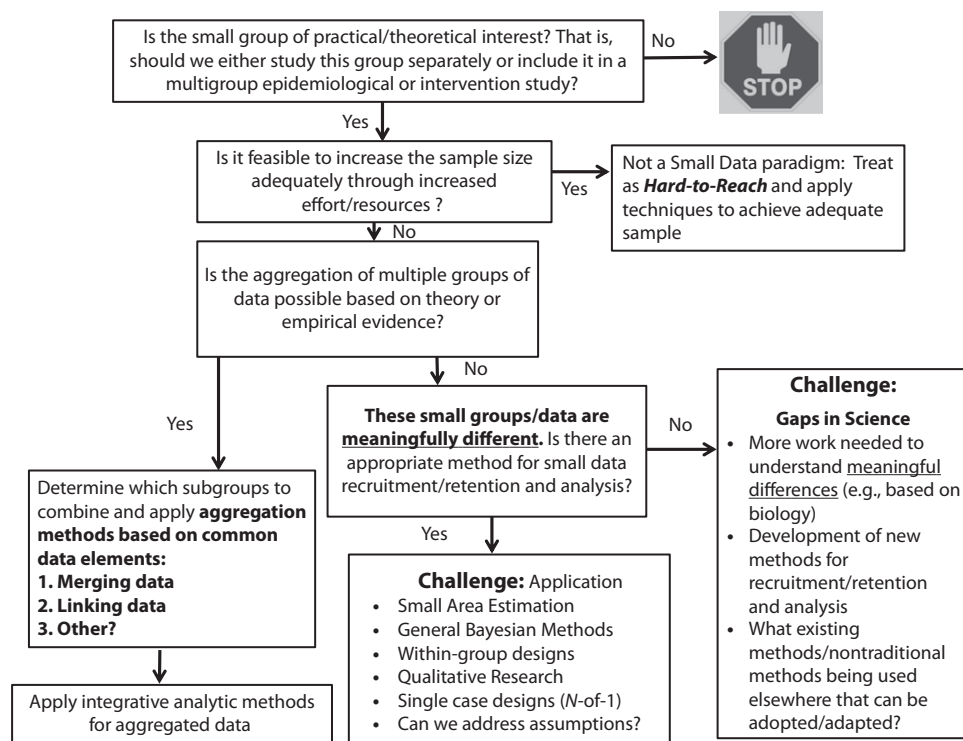 Is the small group of practical/theoretical interest? That is,
should we either study this group separately or include it in a
multigroup epidemiological or intervention study?
No
STOP
Yes
Is it feasible to increase the sample size
adequately through increased
effort/resources ?
Yes
Not a Small Data paradigm: Treat
as Hard-to-Reach and apply
techniques to achieve adequate
sample
No
Is the aggregation of multiple groups of
data possible based on theory or
empirical evidence?
Yes
No
These small groups/data are
meaningfully different. Is there an
appropriate method for small data
recruitment/retention and analysis?
No
Challenge:
Gaps in Science
• More work needed to
understand meaningful
differences (e.g., based on
biology)
• Development of new
methods for
recruitment/retention
and analysis
• What existing
methods/nontraditional
methods being used
elsewhere that can be
adopted/adapted?
Determine which subgroups to
combine and apply aggregation
methods based on common
data elements:
1. Merging data
2. Linking data
3. Other?
Apply integrative analytic methods
for aggregated data
Yes
Challenge: Application
• Small Area Estimation
• General Bayesian Methods
• Within-group designs
• Qualitative Research
• Single case designs (N-of-1)
• Can we address assumptions?